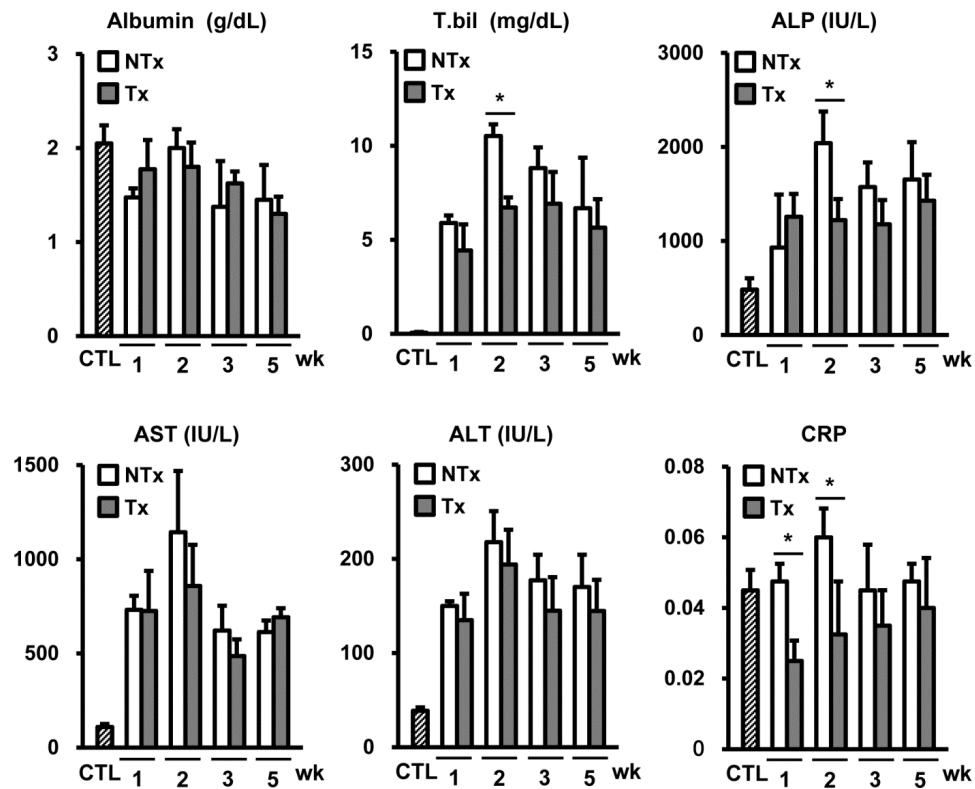 Albumin (g/dL)
3
2
1
0
NTx
Tx
CTL 1 2 3 5 wk
T.bil (mg/dL)
15
10
5
0
NTx
Tx
*
CTL 1 2 3 5 wk
ALP (IU/L)
3000
2000
1000
0
NTx
Tx
*
CTL 1 2 3 5 wk
AST (IU/L)
1500
1000
500
0
NTx
Tx
CTL 1 2 3 5 wk
ALT (IU/L)
300
200
100
0
NTx
Tx
CTL 1 2 3 5 wk
CRP
0.08
0.06
0.04
0.02
0
NTx
Tx
*
*
CTL 1 2 3 5 wk